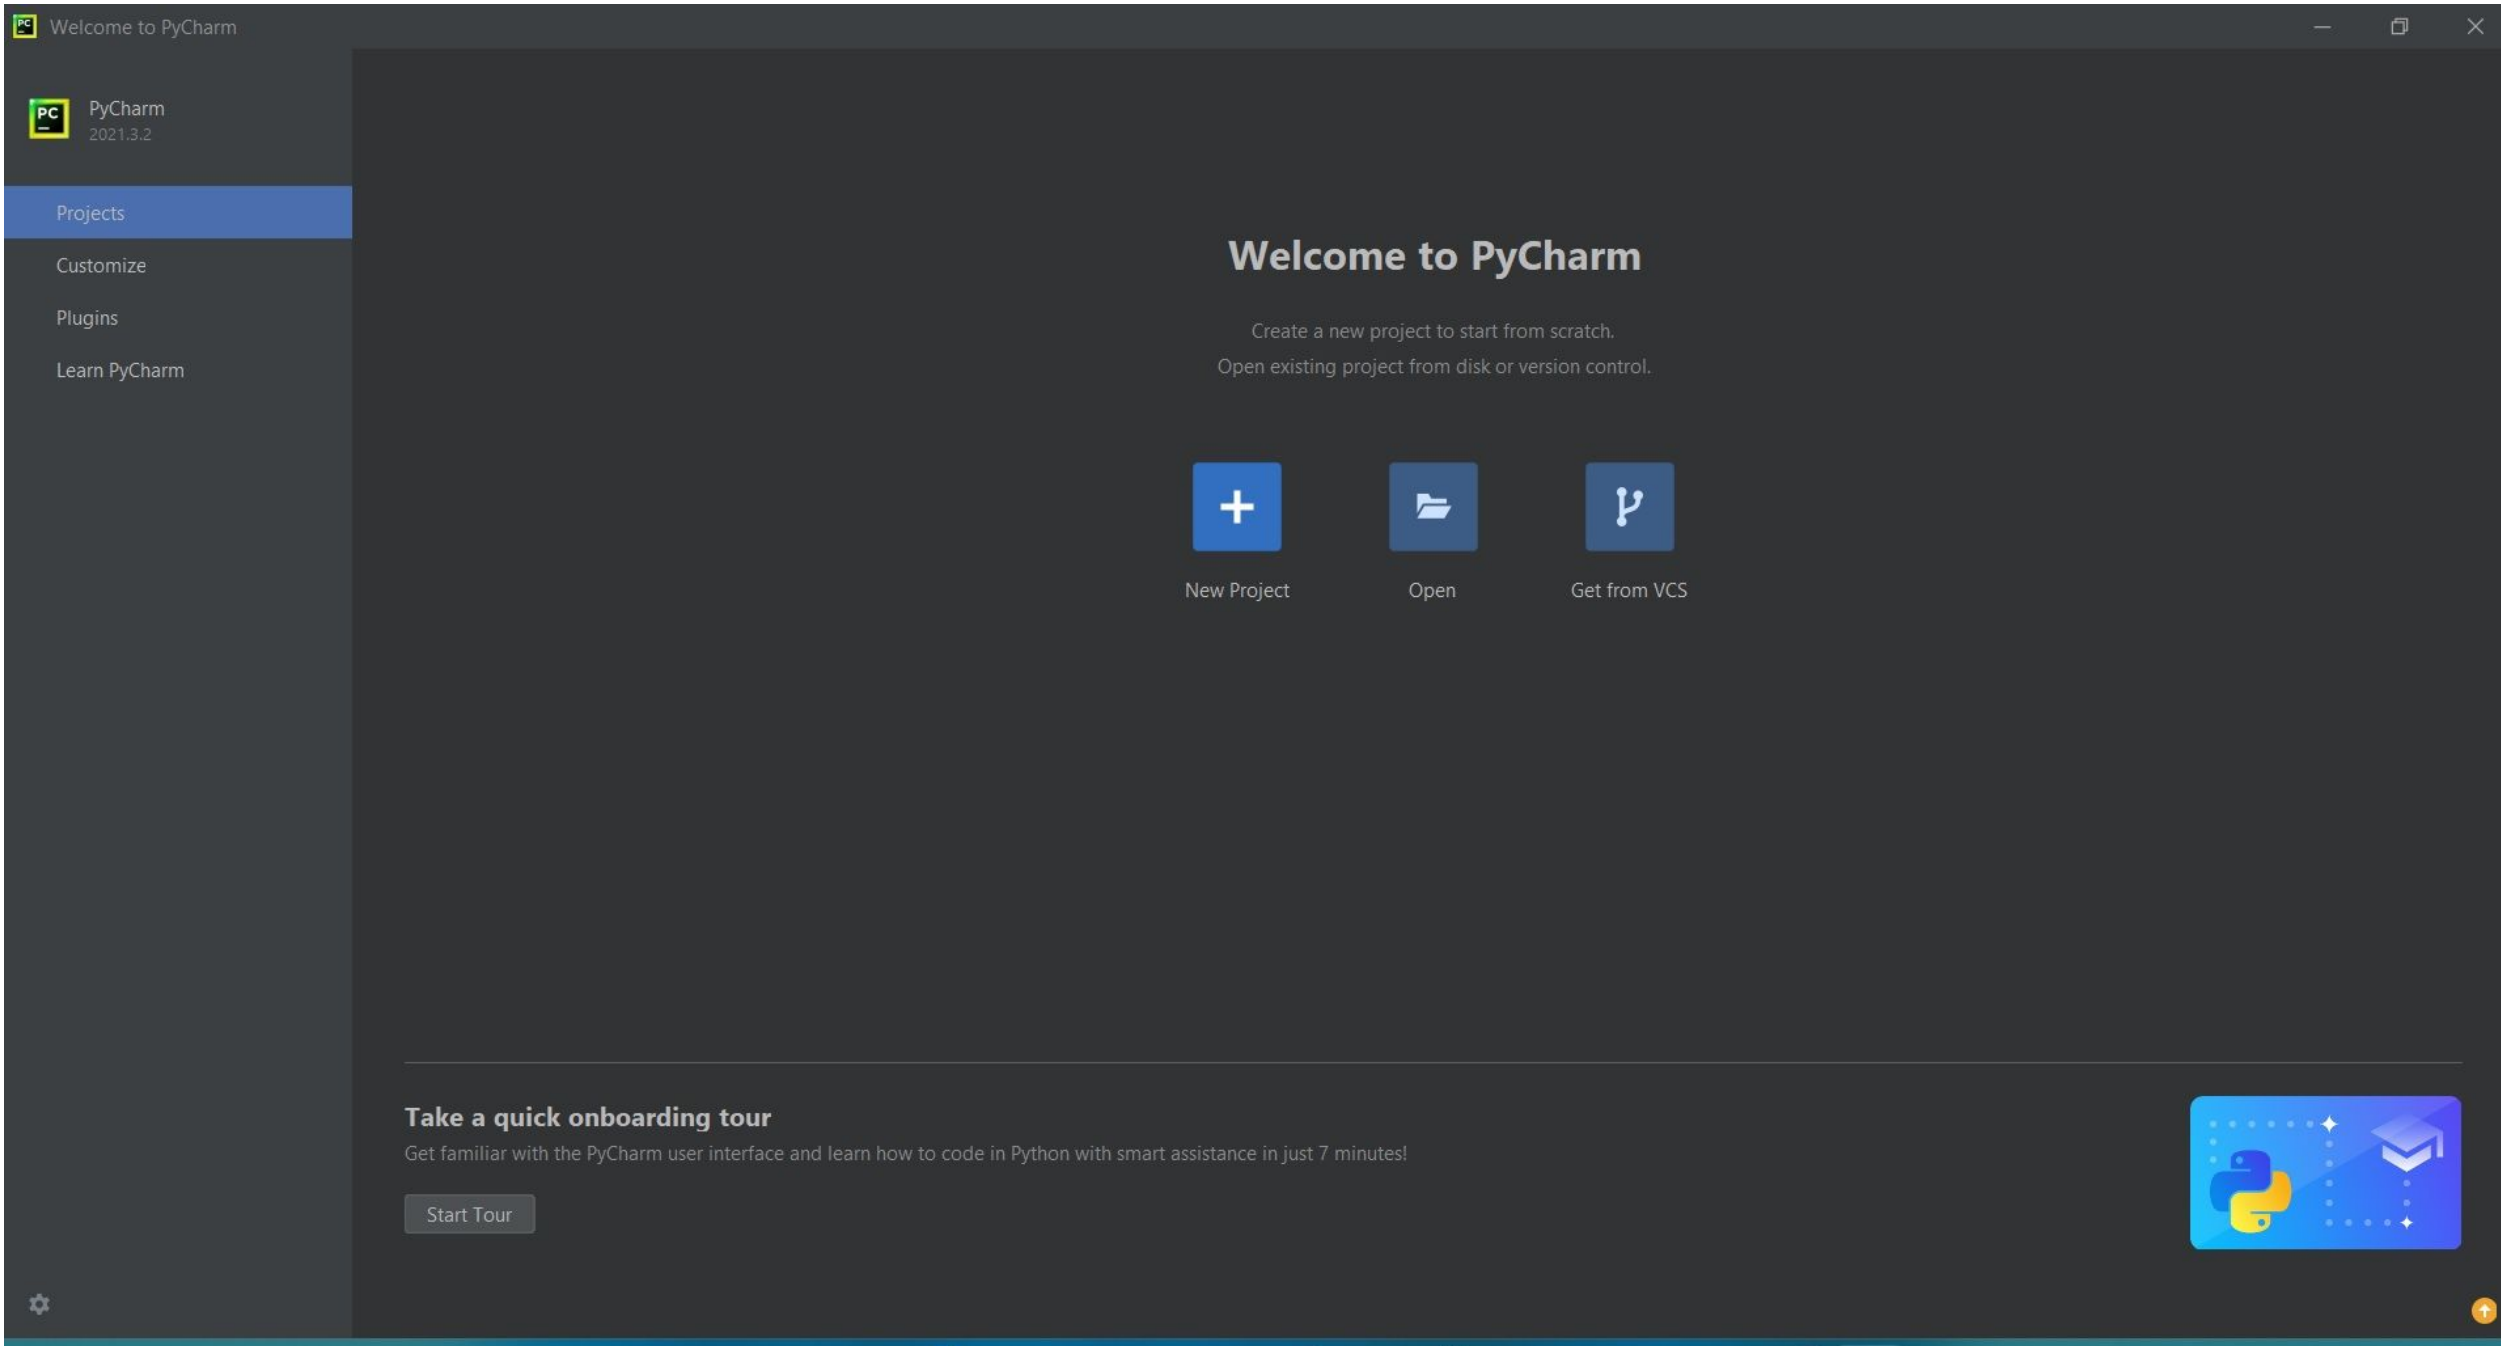 Welcome to PyCharm
PC
PyCharm
2021.3.2
Projects
Customize
Plugins
Learn PyCharm
Welcome to PyCharm
Create a new project to start from scratch.
Open existing project from disk or version control.
New Project
Open
Get from VCS
Take a quick onboarding tour
Get familiar with the PyCharm user interface and learn how to code in Python with smart assistance in just 7 minutes!
Start Tour